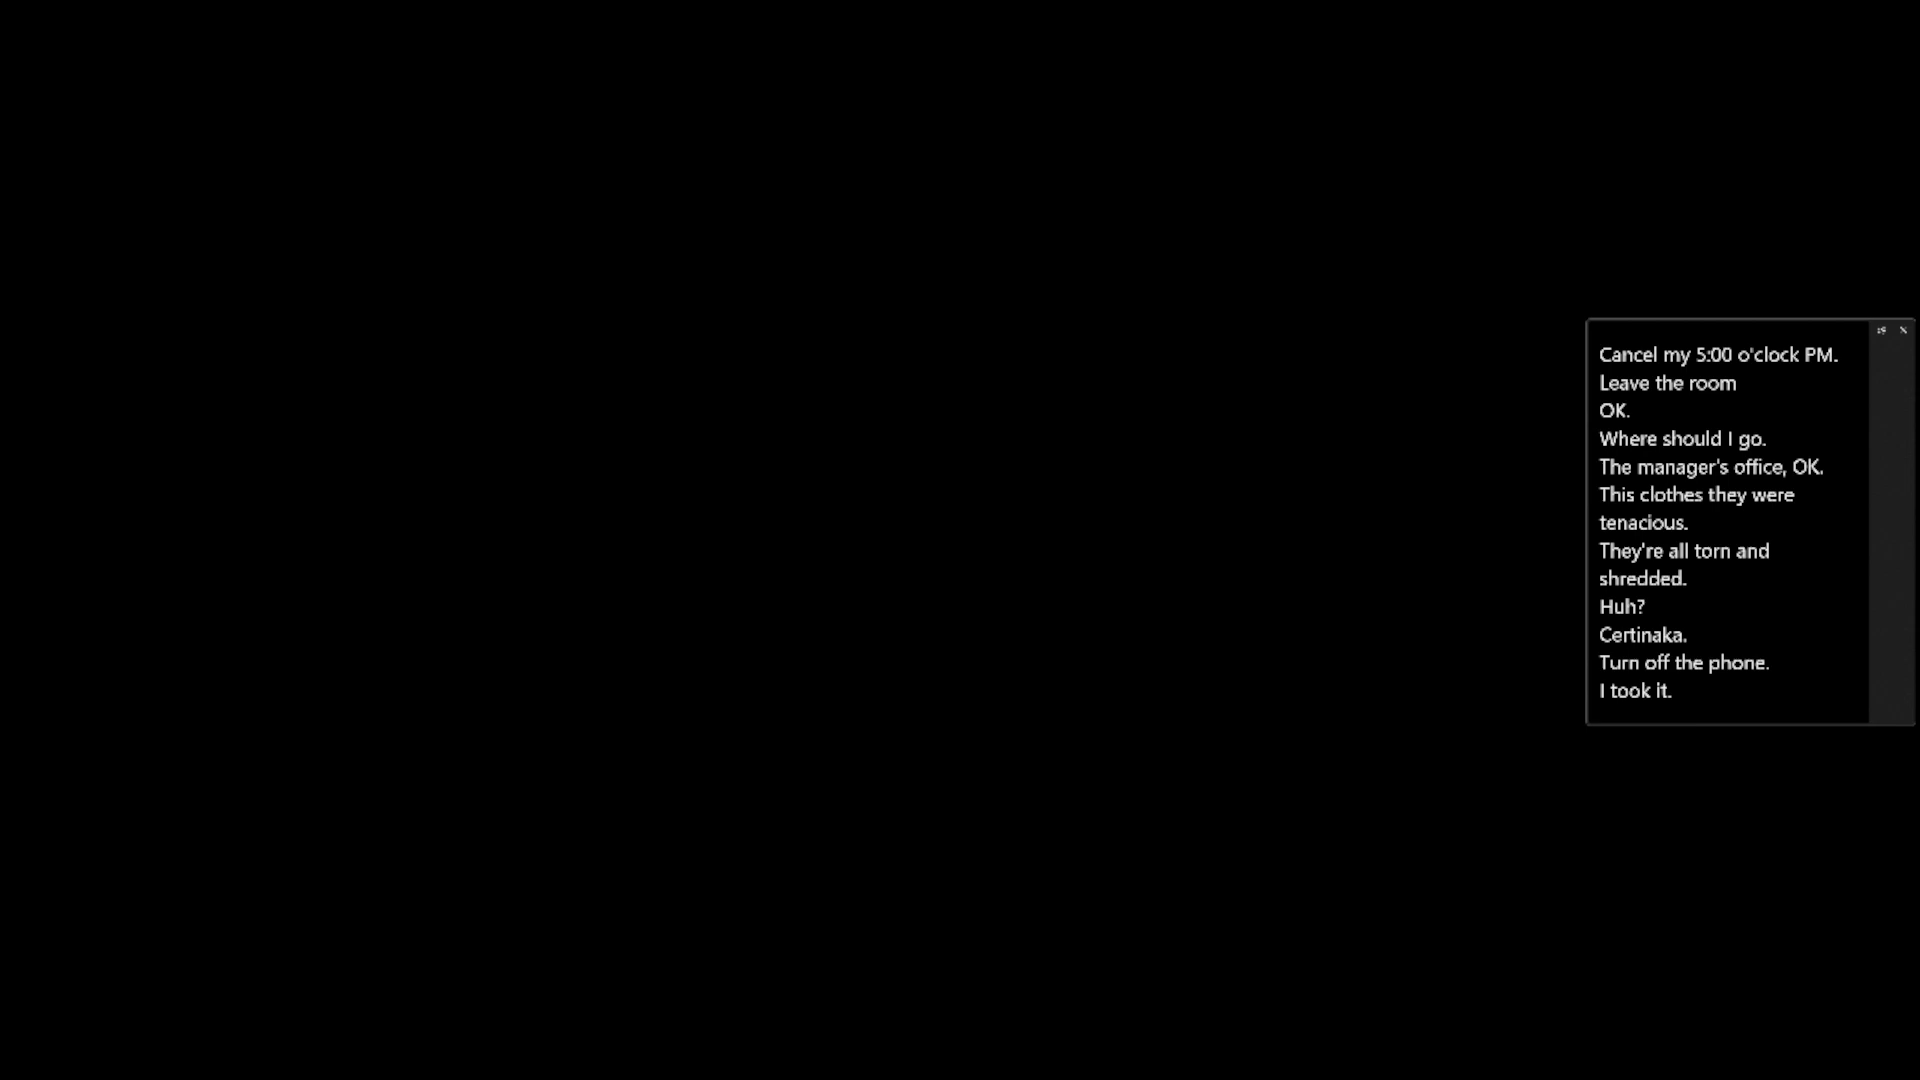 Cancel my 5:00 o'clock PM.
Leave the room
OK.
Where should I go.
The manager's office, OK.
This clothes they were
tenacious.
They're all torn and
shredded.
Huh?
Certinaka.
Turn off the phone.
I took it.